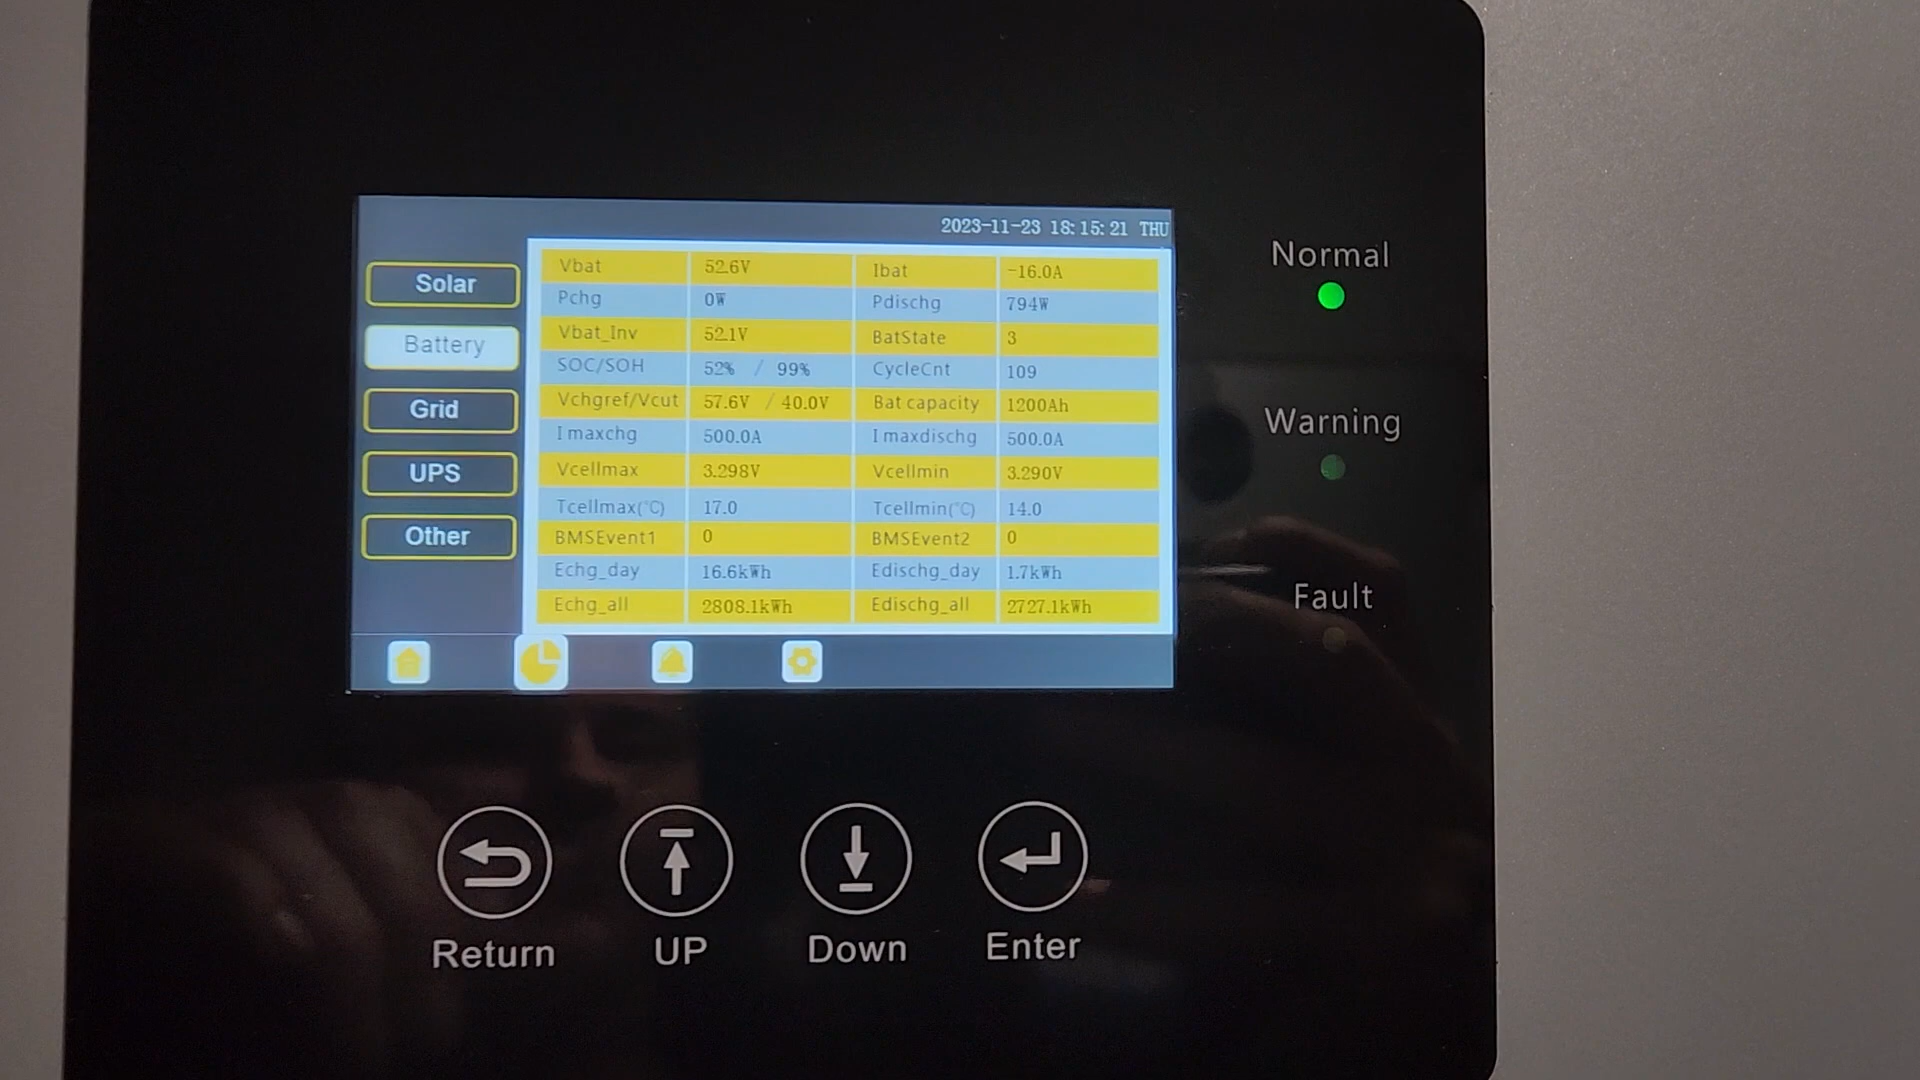 2023-11-23 18:15:21 THU
Solar
Battery
Grid
UPS
Other
Vbat 52.6V Ibat -16.0A
Pchg 0W Pdischg 794W
Vbat_Inv 52.1V BatState 3
SOC/SOH 52% / 99% CycleCnt 109
Vchgref/Vcut 57.6V / 40.0V Bat capacity 1200Ah
I maxchg 500.0A I maxdischg 500.0A
Vcellmax 3.298V Vcellmin 3.290V
Tcellmax(℃) 17.0 Tcellmin(℃) 14.0
BMSEvent1 0 BMSEvent2 0
Echg_day 16.6kWh Edischg_day 1.7kWh
Echg_all 2808.1kWh Edischg_all 2727.1kWh
Normal
Warning
Fault
Return UP Down Enter